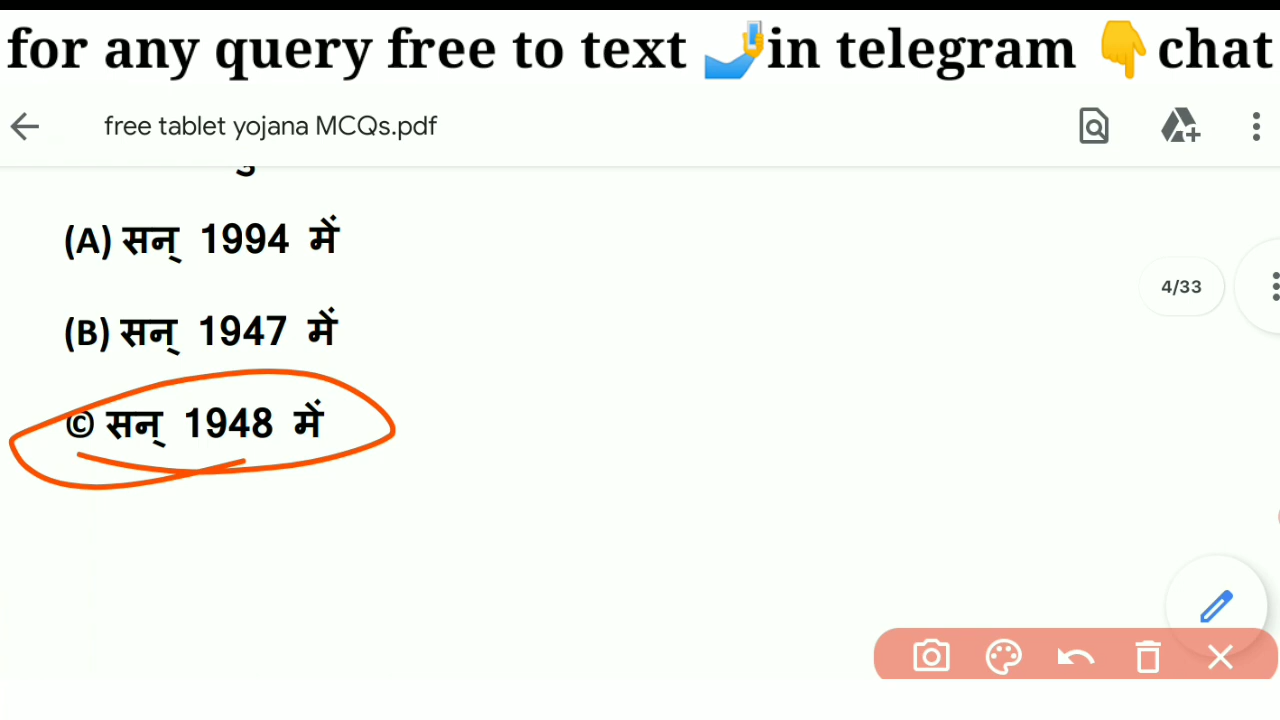 for any query free to text 🤳in telegram 👇chat
free tablet yojana MCQs.pdf
(A) सन् 1994 में
4/33
(B) सन् 1947 में
© सन् 1948 में